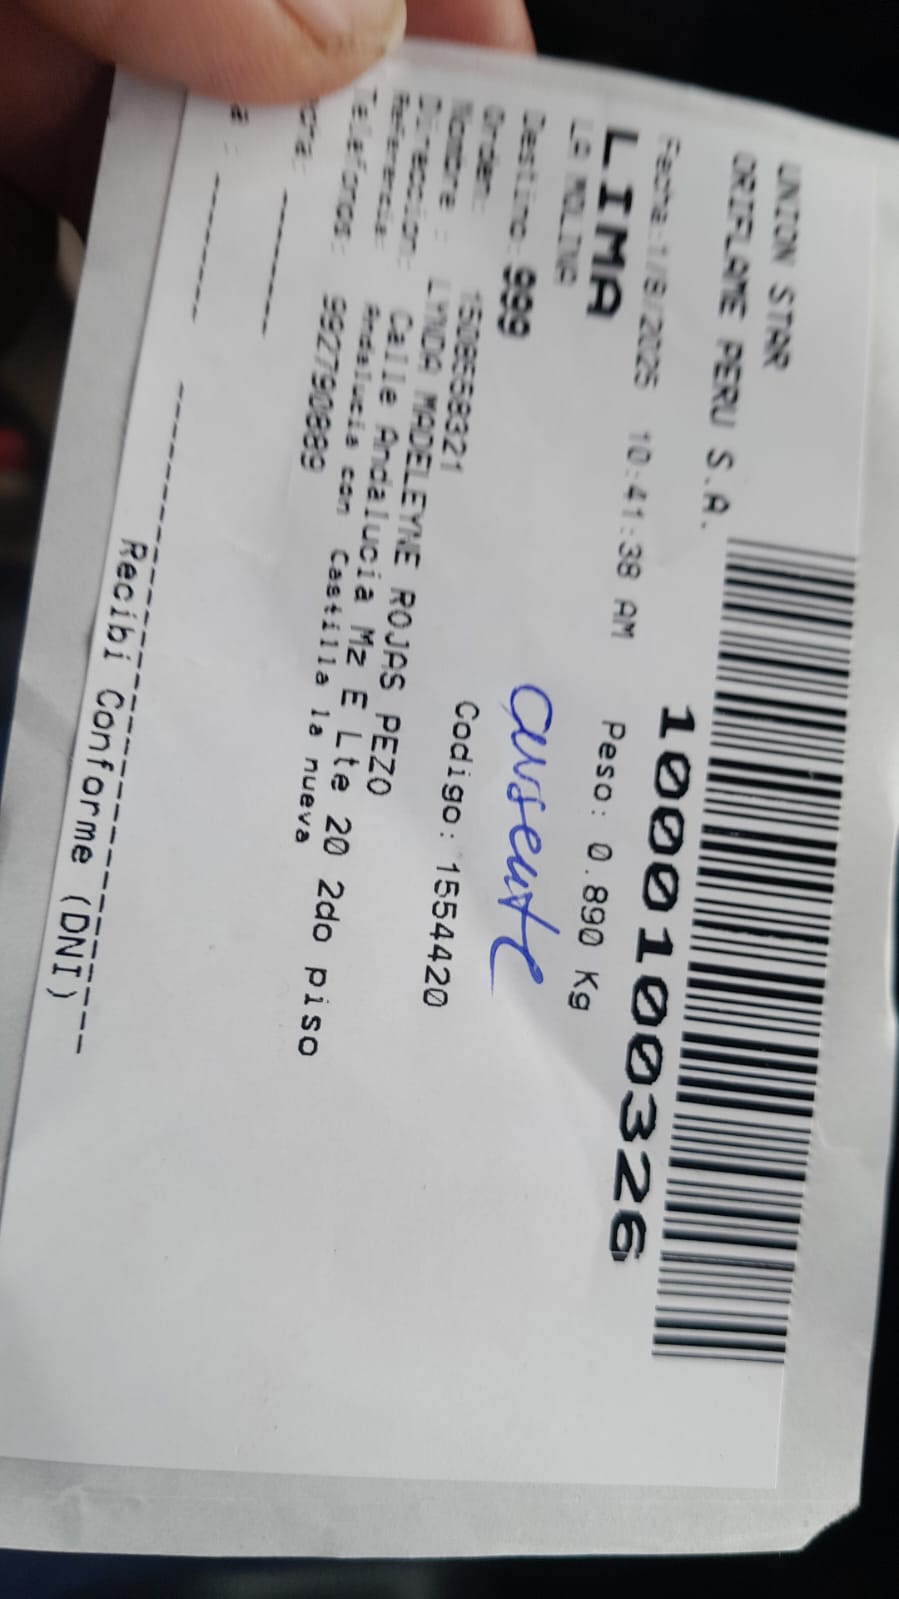 UNION STAR
ORIFLAME PERU S.A.
1000100326
Fecha:1/8/2025 10:41:38 AM Peso: 0.890 Kg
LIMA
LA MOLINA
ausente
Destino: 999
Orden: 150858321 Codigo: 1554420
Nombre : LYNDA MADELEYNE ROJAS PEZO
Direccion: Calle Andalucia Mz E Lte 20 2do piso
Referencia: Andalucia con Castilla la nueva
Telefonos: 992790889
Recibi Conforme (DNI)